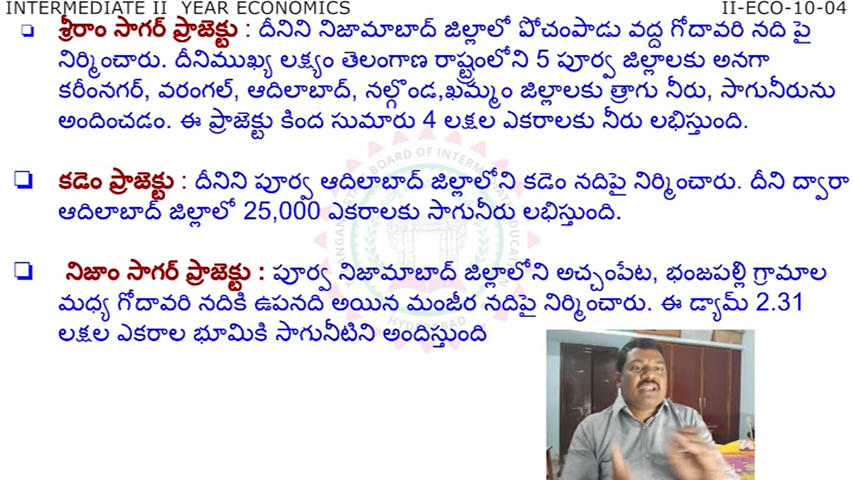 INTERMEDIATE II YEAR ECONOMICS II-ECO-10-04
శ్రీరాం సాగర్ ప్రాజెక్టు : దీనిని నిజామాబాద్ జిల్లాలో పోచంపాడు వద్ద గోదావరి నది పై
నిర్మించారు. దీనిముఖ్య లక్ష్యం తెలంగాణ రాష్ట్రంలోని 5 పూర్వ జిల్లాలకు అనగా
కరీంనగర్, వరంగల్, ఆదిలాబాద్, నల్గొండ,ఖమ్మం జిల్లాలకు త్రాగు నీరు, సాగునీరును
అందించడం. ఈ ప్రాజెక్టు కింద సుమారు 4 లక్షల ఎకరాలకు నీరు లభిస్తుంది.
కడెం ప్రాజెక్టు : దీనిని పూర్వ ఆదిలాబాద్ జిల్లాలోని కడెం నదిపై నిర్మించారు. దీని ద్వారా
ఆదిలాబాద్ జిల్లాలో 25,000 ఎకరాలకు సాగునీరు లభిస్తుంది.
నిజాం సాగర్ ప్రాజెక్టు : పూర్వ నిజామాబాద్ జిల్లాలోని అచ్చంపేట, భంజపల్లి గ్రామాల
మధ్య గోదావరి నదికి ఉపనది అయిన మంజీర నదిపై నిర్మించారు. ఈ డ్యామ్ 2.31
లక్షల ఎకరాల భూమికి సాగునీటిని అందిస్తుంది
HYDERABAD